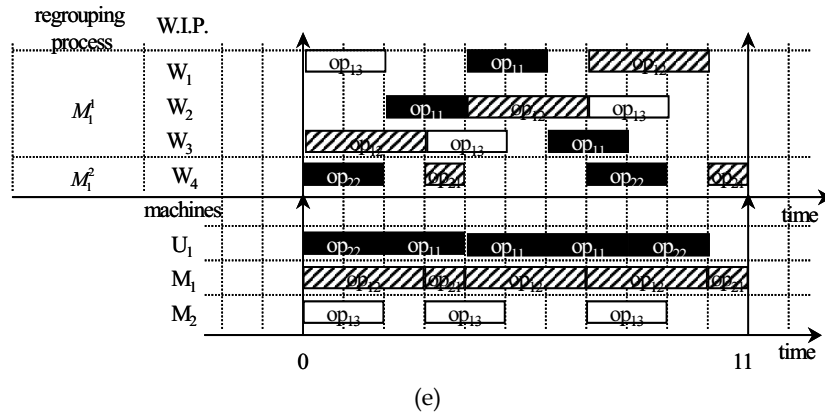 regrouping process W.I.P.
W₁ op₁₃ op₁₁ op₁₂
M₁¹ W₂ op₁₁ op₁₂ op₁₃
W₃ op₁₂ op₁₃ op₁₁
M₁² W₄ op₂₂ op₂₁ op₂₂ op₂₁
machines time
U₁ op₂₂ op₁₁ op₁₁ op₁₁ op₂₂
M₁ op₁₂ op₂₁ op₁₂ op₁₂ op₂₁
M₂ op₁₃ op₁₃ op₁₃
0 11 time
(e)